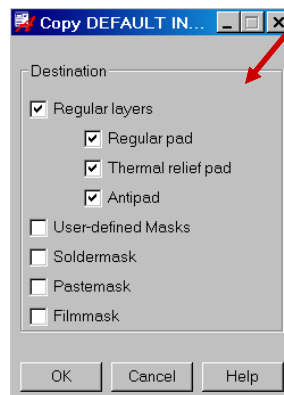 Copy DEFAULT IN...
Destination
Regular layers
Regular pad
Thermal relief pad
Antipad
User-defined Masks
Soldermask
Pastemask
Filmmask
OK Cancel Help